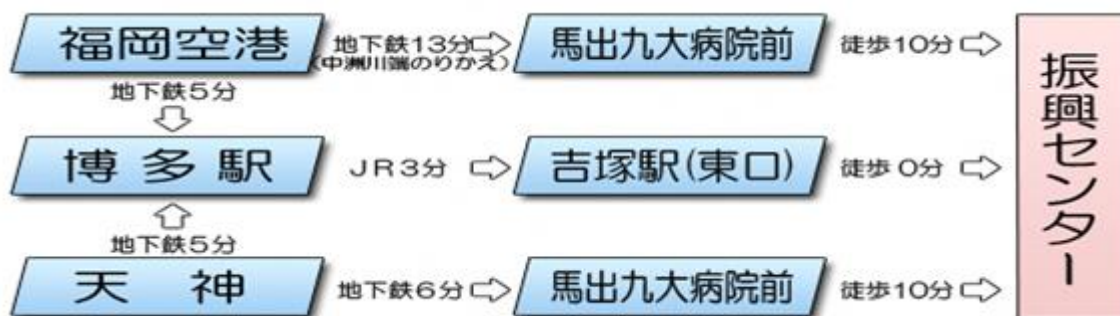 福岡空港 地下鉄13分 馬出九大病院前 徒歩10分
(中洲川端のりかえ)
地下鉄5分
博多駅 JR3分 吉塚駅(東口) 徒歩0分
地下鉄5分
天神 地下鉄6分 馬出九大病院前 徒歩10分
振興センター